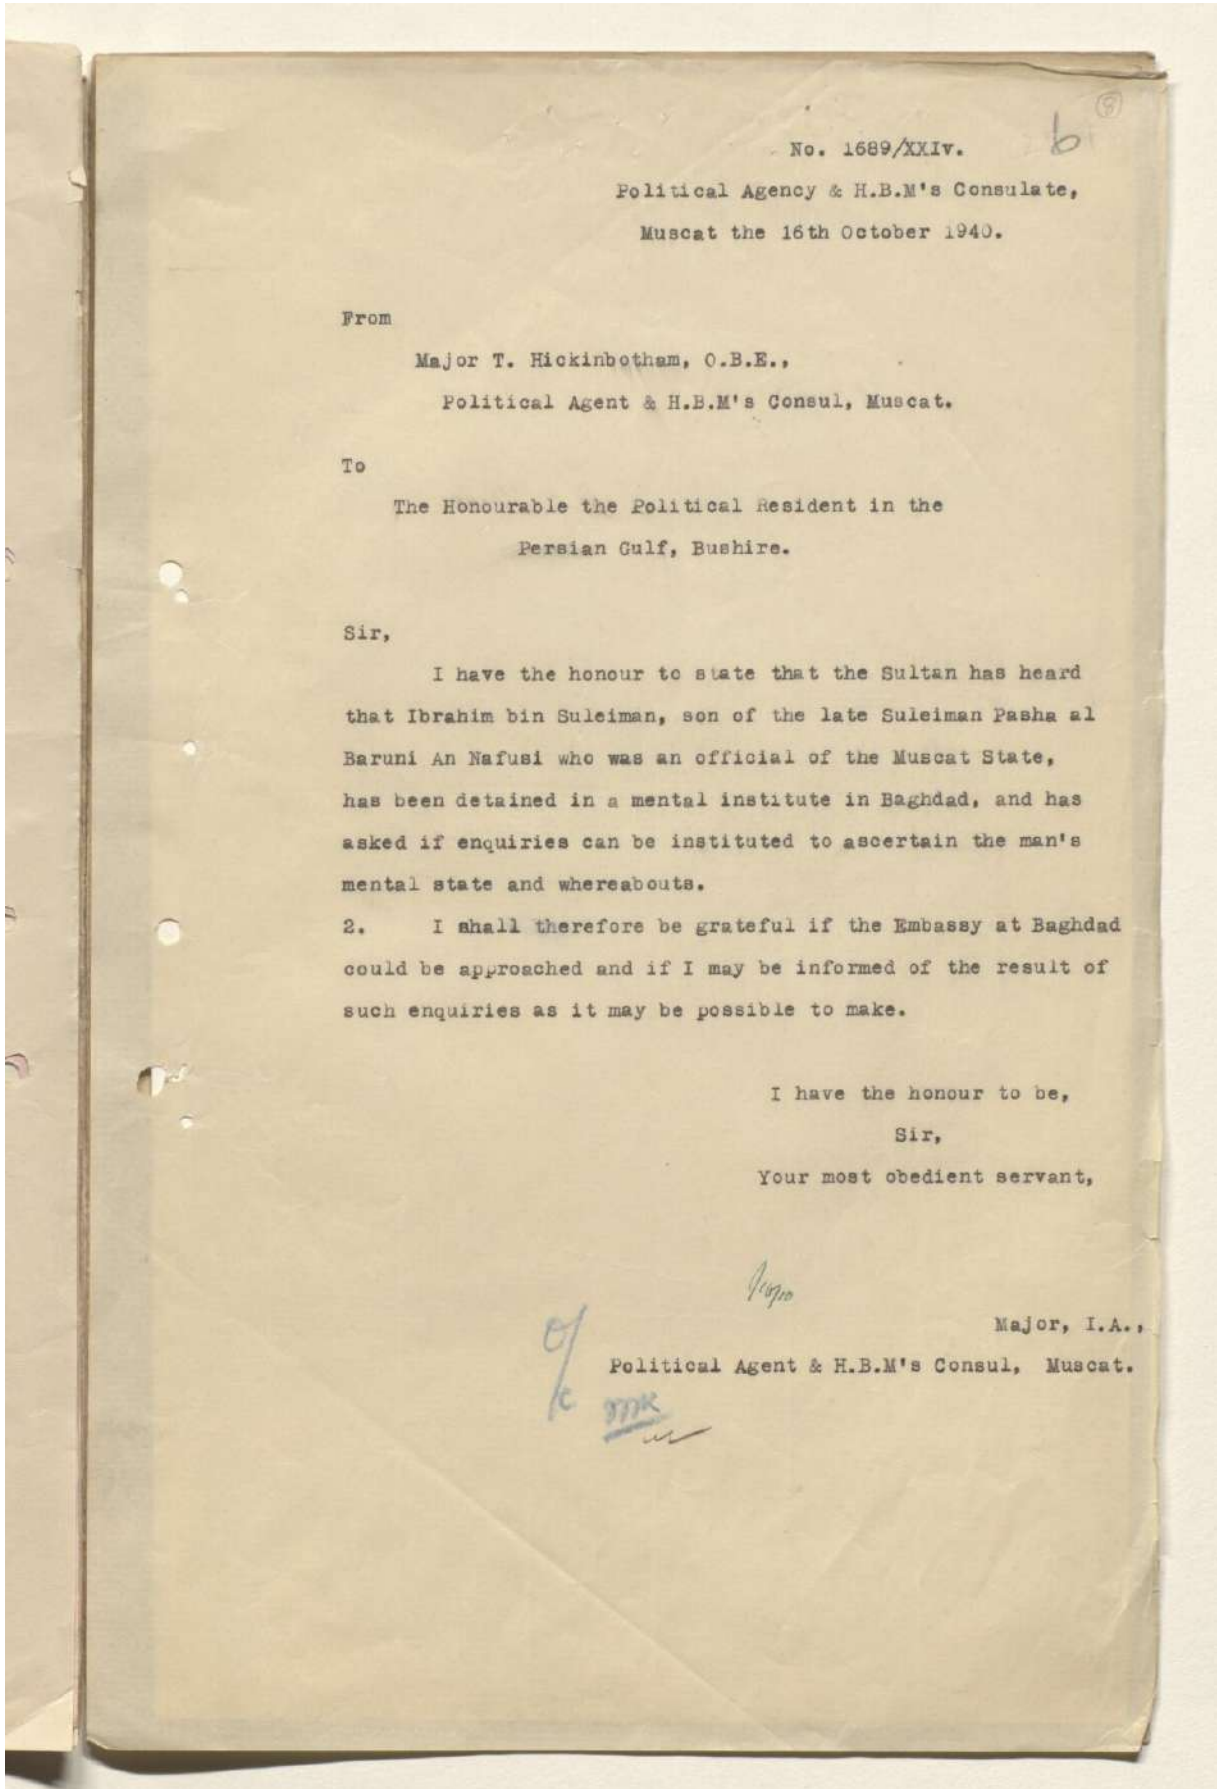 8
6
No. 1689/XXIV.
Political Agency & H.B.M's Consulate,
Muscat the 16th October 1940.
From
Major T. Hickinbotham, O.B.E.,
Political Agent & H.B.M's Consul, Muscat.
To
The Honourable the Political Resident in the
Persian Gulf, Bushire.
Sir,
I have the honour to state that the Sultan has heard
that Ibrahim bin Suleiman, son of the late Suleiman Pasha al
Baruni An Nafusi who was an official of the Muscat State,
has been detained in a mental institute in Baghdad, and has
asked if enquiries can be instituted to ascertain the man's
mental state and whereabouts.
2. I shall therefore be grateful if the Embassy at Baghdad
could be approached and if I may be informed of the result of
such enquiries as it may be possible to make.
I have the honour to be,
Sir,
Your most obedient servant,
Major, I.A.,
Political Agent & H.B.M's Consul, Muscat.
o/c